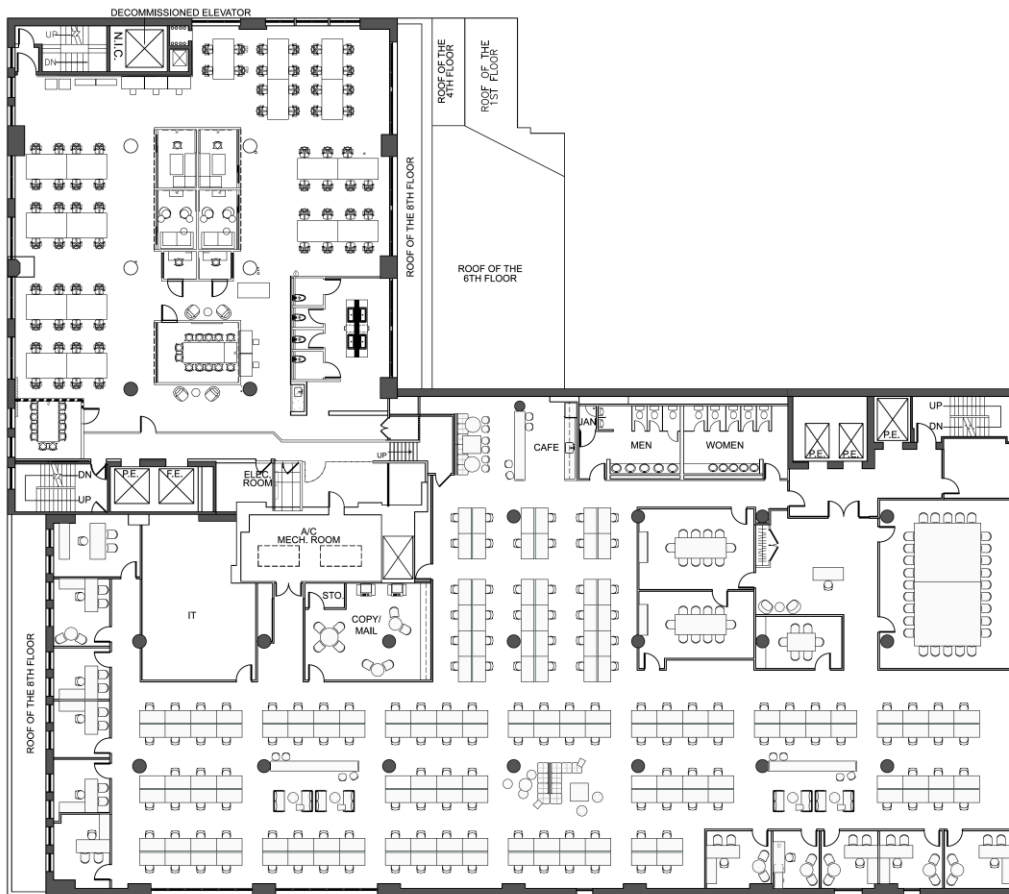 DECOMMISSIONED ELEVATOR
UP
DN
N.I.C.
ROOF OF THE
4TH FLOOR
ROOF OF THE
1ST FLOOR
ROOF OF THE 8TH FLOOR
ROOF OF THE
6TH FLOOR
UP
DN
P.E.
F.E.
ELEC.
ROOM
UP
CAFE
JAN.
MEN
WOMEN
P.E.
P.E.
P.E.
UP
DN
A/C
MECH. ROOM
IT
STO.
COPY/
MAIL
ROOF OF THE 8TH FLOOR